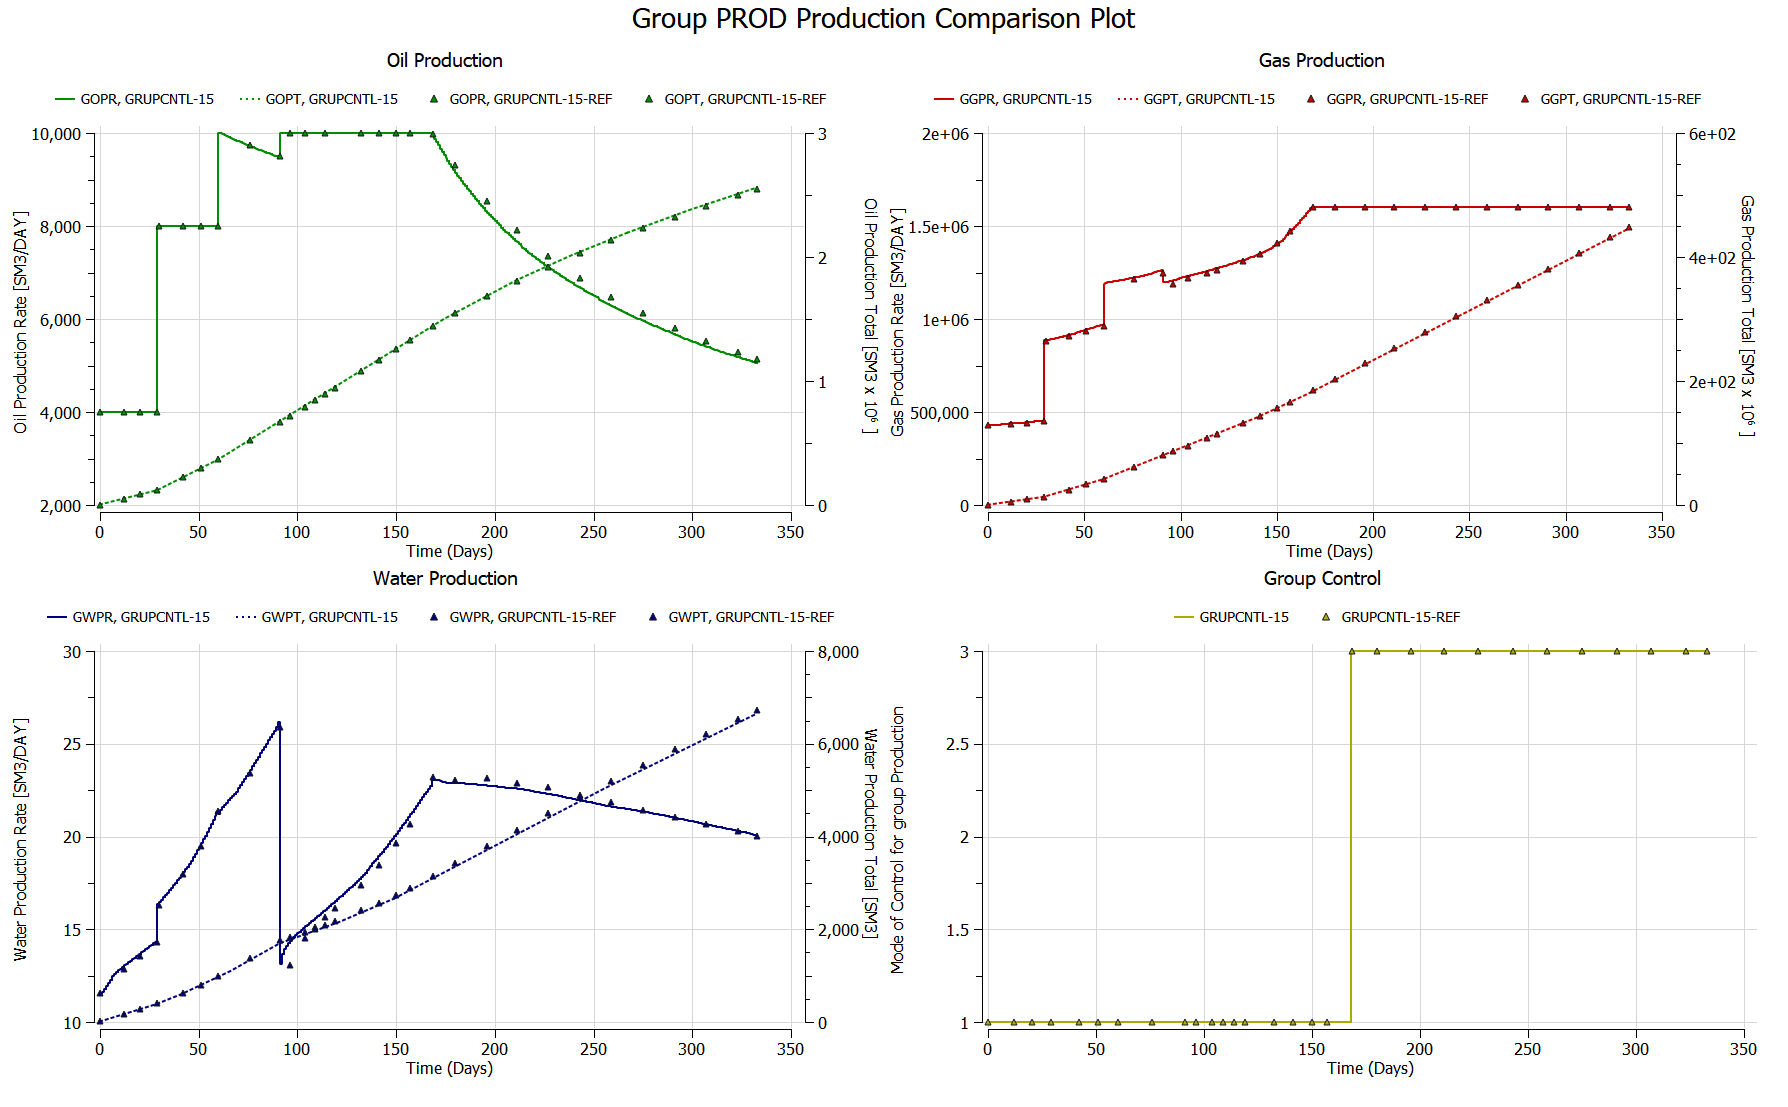 Group PROD Production Comparison Plot
Oil Production
GOPR, GRUPCNTL-15 GOPT, GRUPCNTL-15 GOPR, GRUPCNTL-15-REF GOPT, GRUPCNTL-15-REF
10,000
8,000
6,000
4,000
2,000
Oil Production Rate [SM3/DAY]
3
2
1
0
Oil Production Total [SM3 x 10⁶ ]
0 50 100 150 200 250 300 350
Time (Days)
Gas Production
GGPR, GRUPCNTL-15 GGPT, GRUPCNTL-15 GGPR, GRUPCNTL-15-REF GGPT, GRUPCNTL-15-REF
2e+06
1.5e+06
1e+06
500,000
0
Gas Production Rate [SM3/DAY]
6e+02
4e+02
2e+02
0
Gas Production Total [SM3 x 10⁶ ]
0 50 100 150 200 250 300 350
Time (Days)
Water Production
GWPR, GRUPCNTL-15 GWPT, GRUPCNTL-15 GWPR, GRUPCNTL-15-REF GWPT, GRUPCNTL-15-REF
30
25
20
15
10
Water Production Rate [SM3/DAY]
8,000
6,000
4,000
2,000
0
Water Production Total [SM3]
0 50 100 150 200 250 300 350
Time (Days)
Group Control
GRUPCNTL-15 GRUPCNTL-15-REF
3
2.5
2
1.5
1
Mode of Control for group Production
0 50 100 150 200 250 300 350
Time (Days)